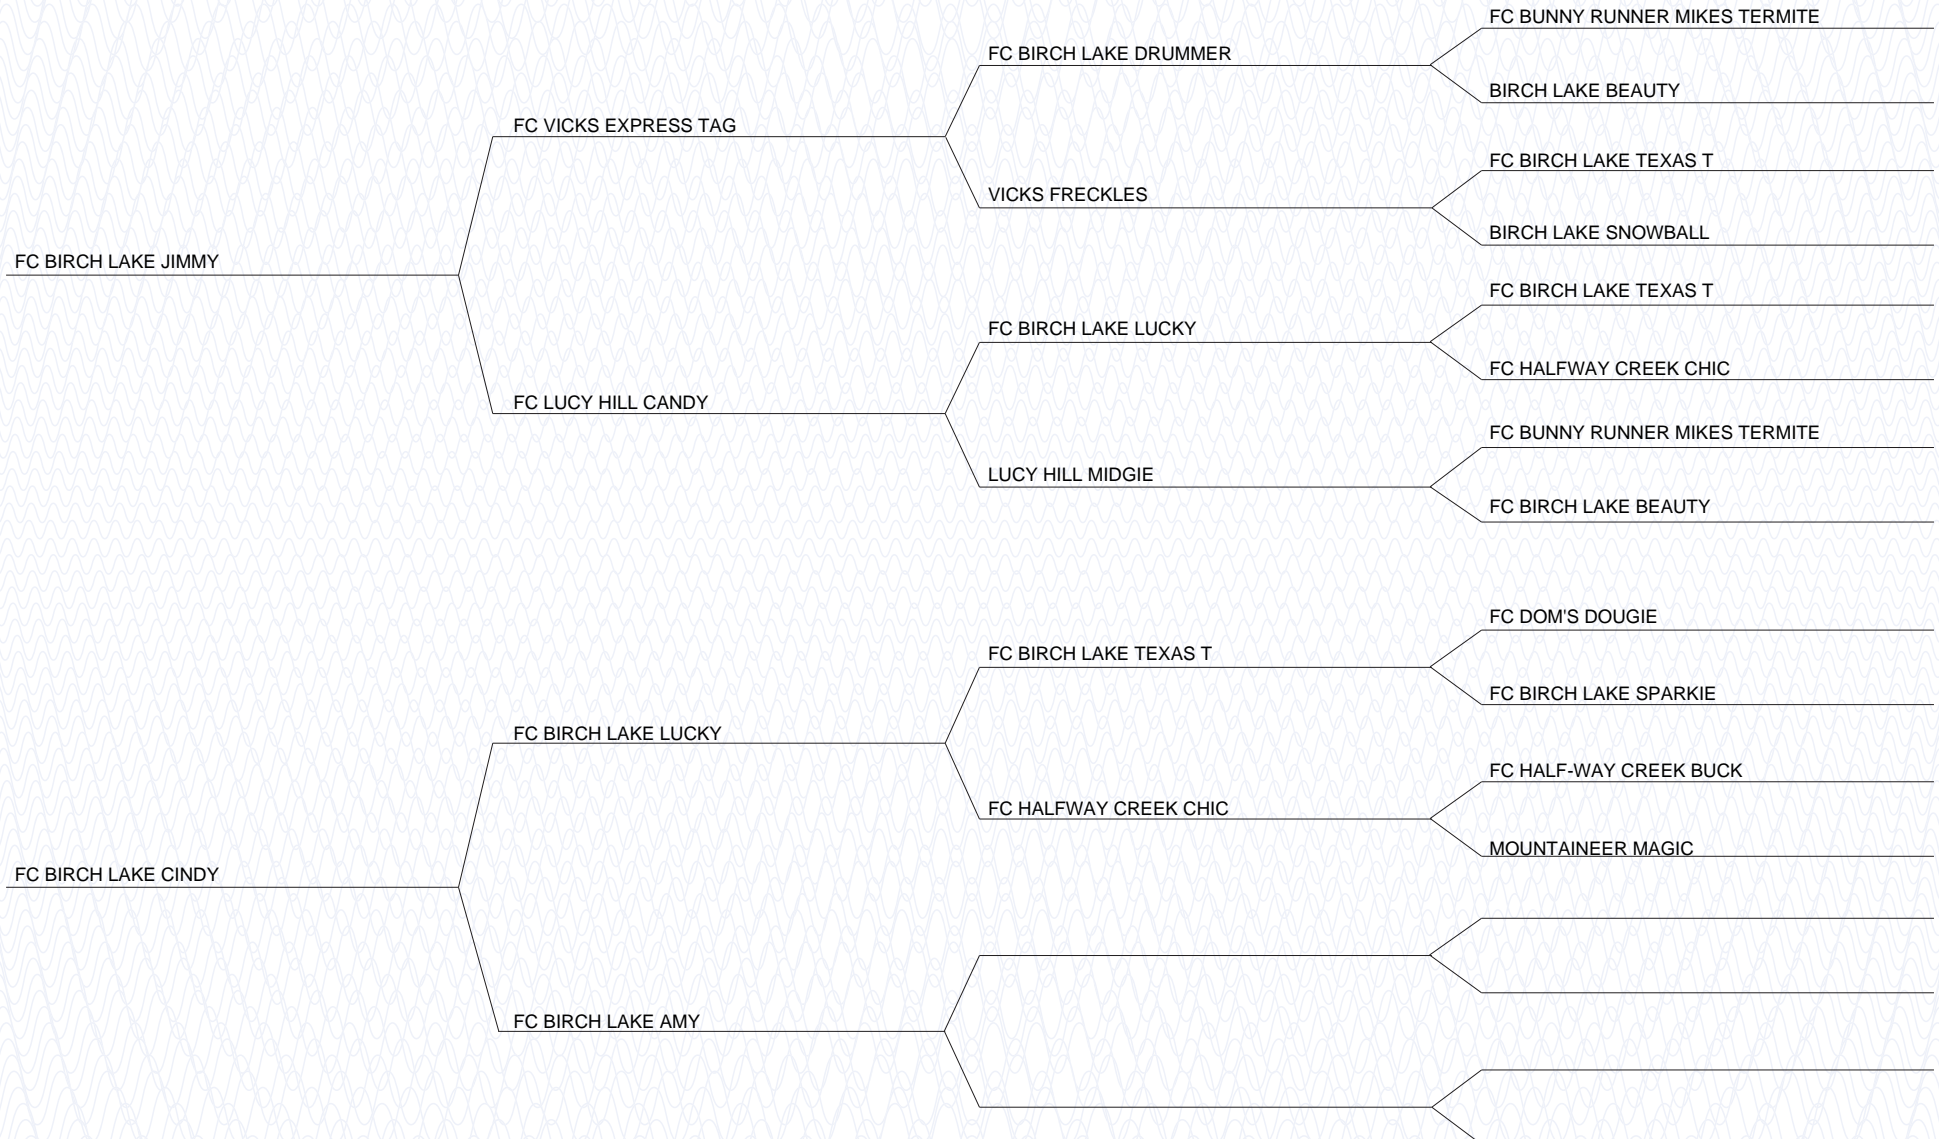 FC BUNNY RUNNER MIKES TERMITE
FC BIRCH LAKE DRUMMER
BIRCH LAKE BEAUTY
FC VICKS EXPRESS TAG
FC BIRCH LAKE TEXAS T
VICKS FRECKLES
BIRCH LAKE SNOWBALL
FC BIRCH LAKE JIMMY
FC BIRCH LAKE TEXAS T
FC BIRCH LAKE LUCKY
FC HALFWAY CREEK CHIC
FC LUCY HILL CANDY
FC BUNNY RUNNER MIKES TERMITE
LUCY HILL MIDGIE
FC BIRCH LAKE BEAUTY
FC DOM'S DOUGIE
FC BIRCH LAKE TEXAS T
FC BIRCH LAKE SPARKIE
FC BIRCH LAKE LUCKY
FC HALF-WAY CREEK BUCK
FC HALFWAY CREEK CHIC
MOUNTAINEER MAGIC
FC BIRCH LAKE CINDY
FC BIRCH LAKE AMY